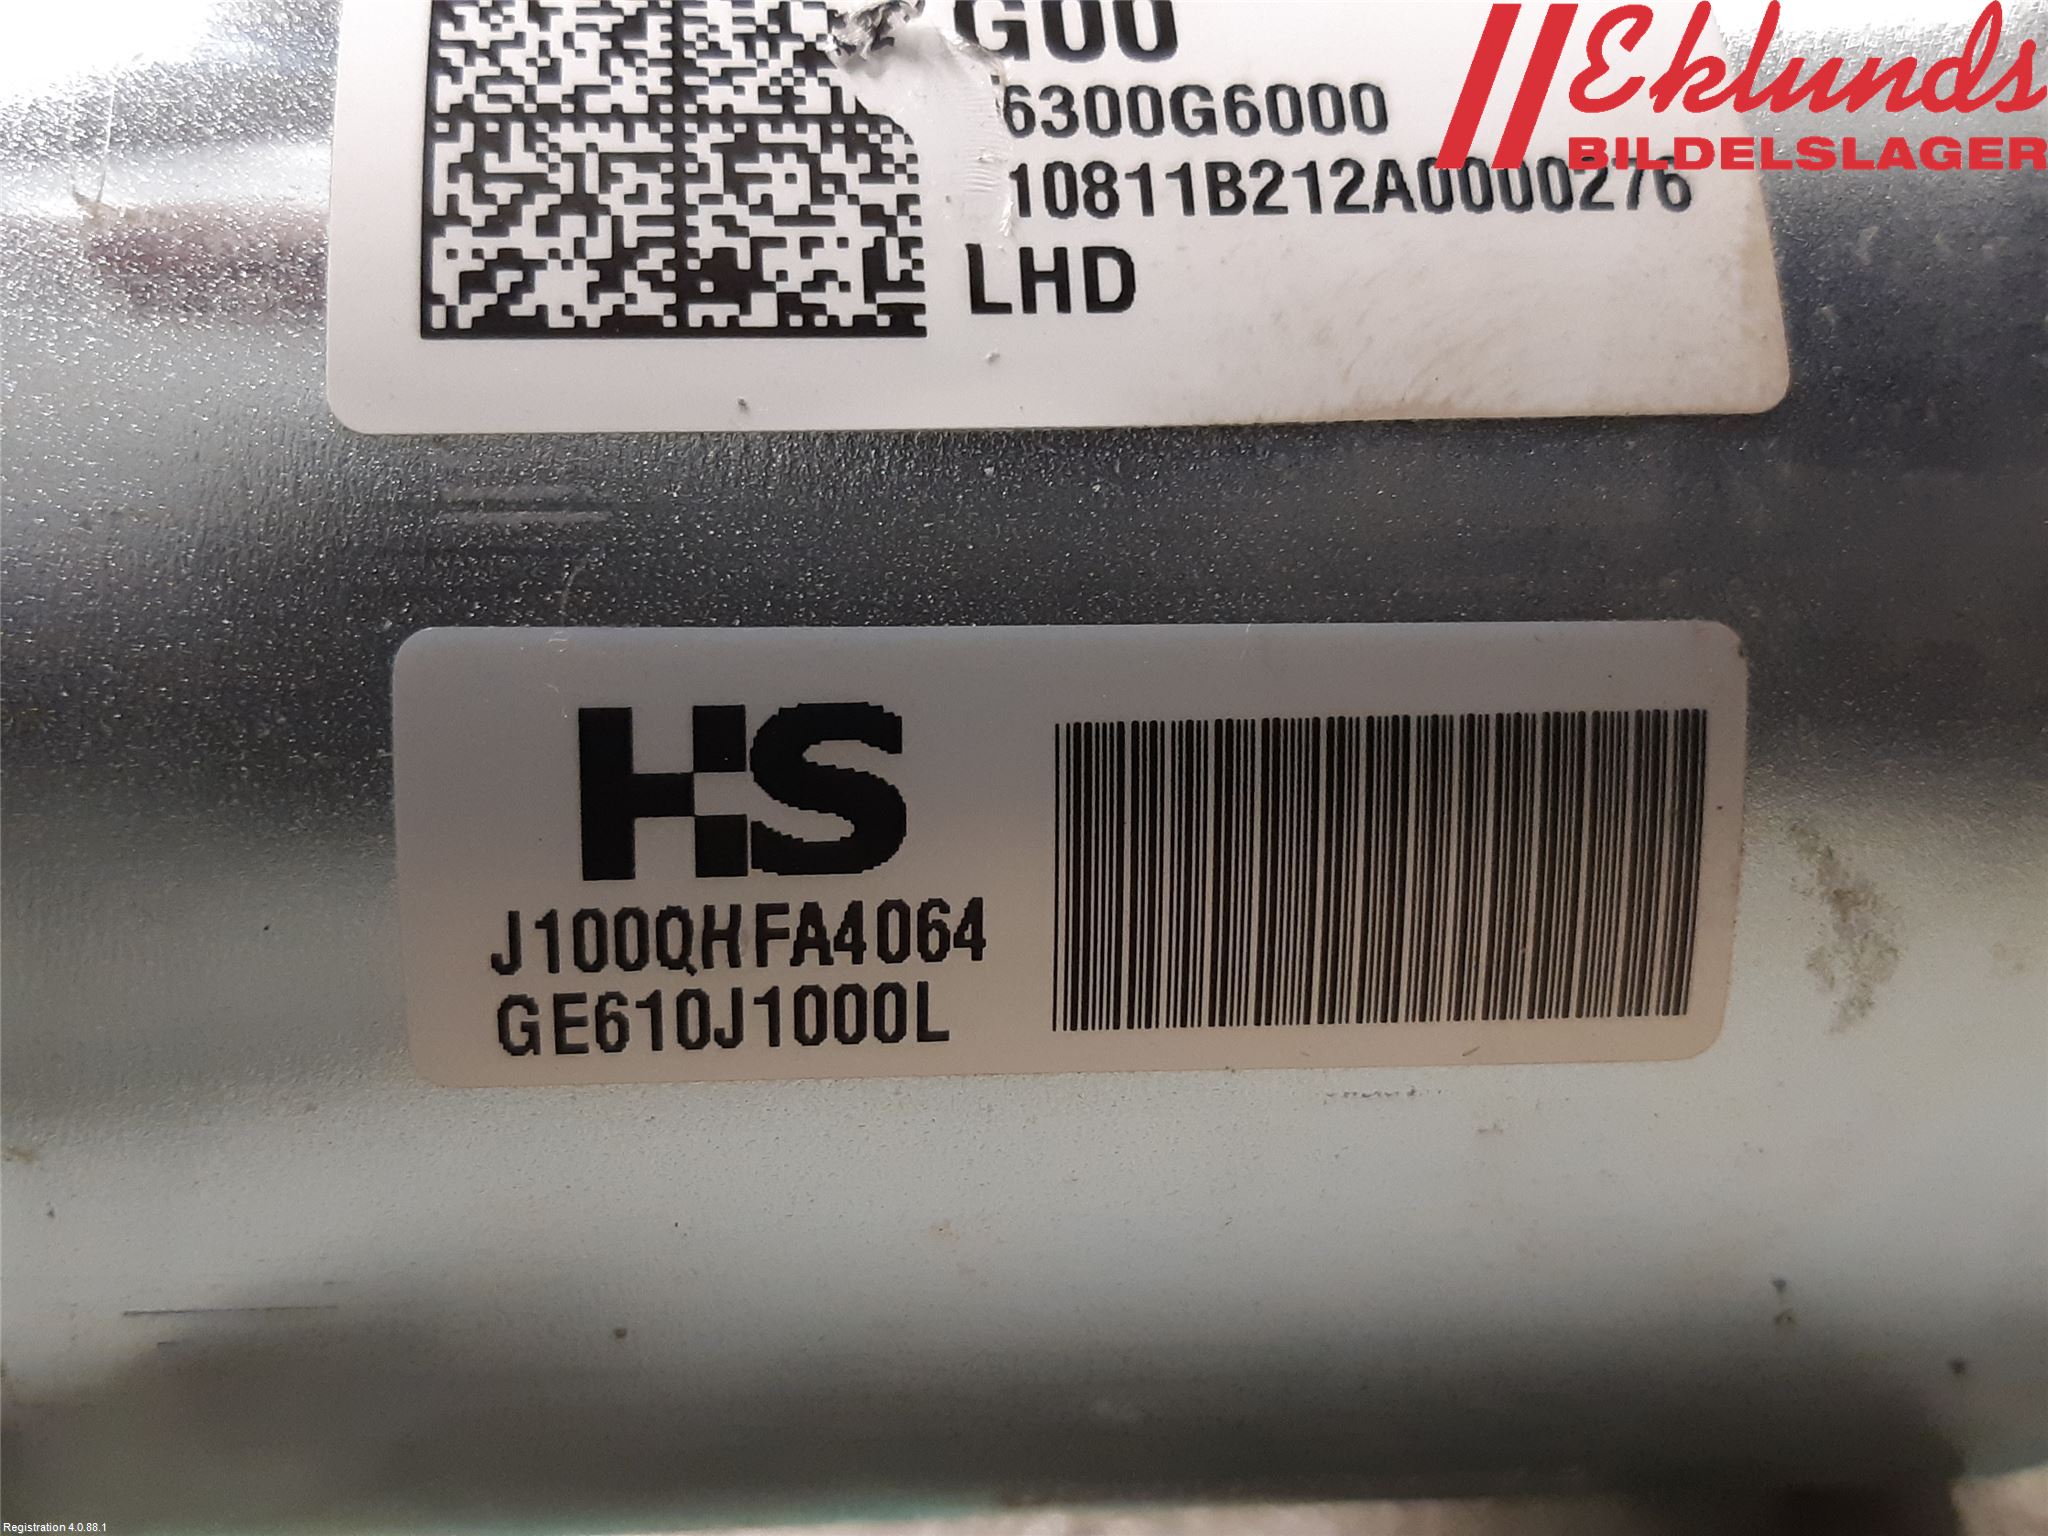 G00
6300G6000
10811B212A0000276
LHD
Eklunds
BILDELSLAGER
HS
J100QHFA4064
GE610J1000L
Registration 4.0.88.1